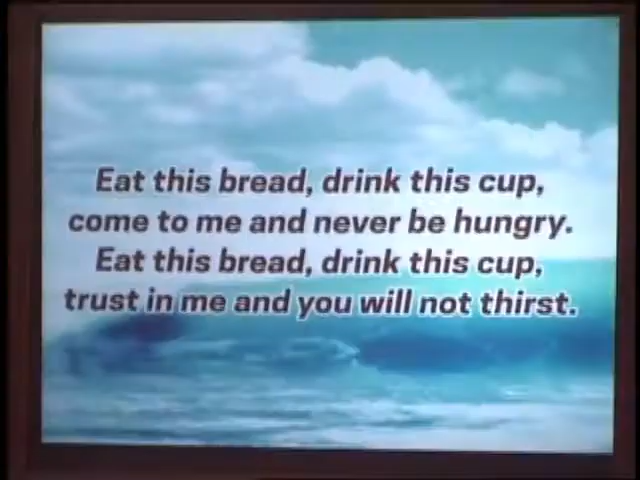 Eat this bread, drink this cup,
come to me and never be hungry.
Eat this bread, drink this cup,
trust in me and you will not thirst.